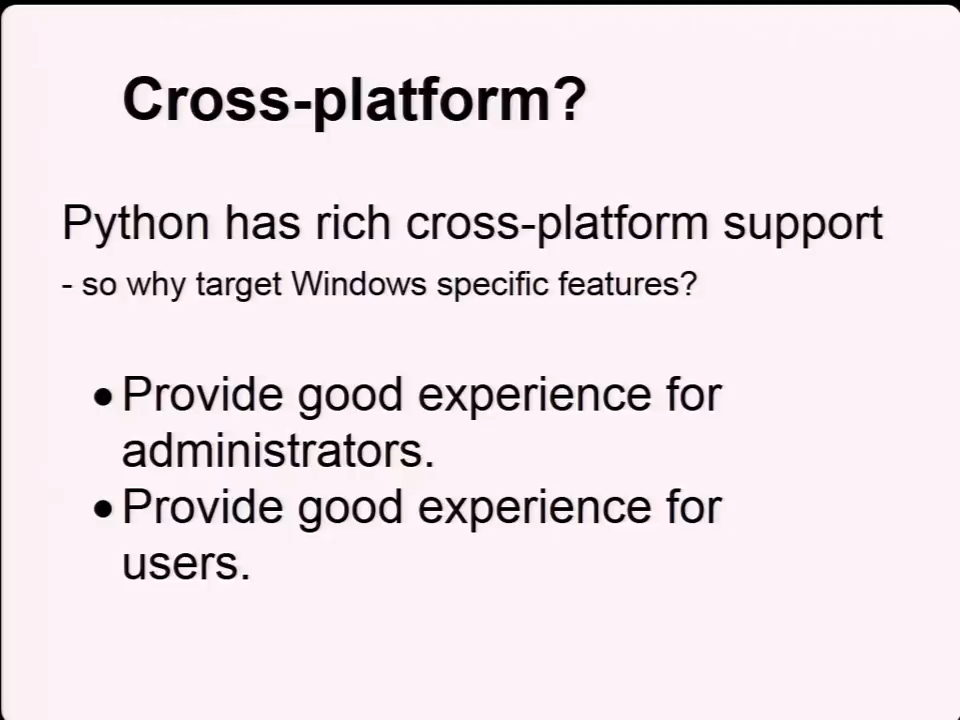 Cross-platform?
Python has rich cross-platform support
- so why target Windows specific features?
• Provide good experience for
administrators.
• Provide good experience for
users.